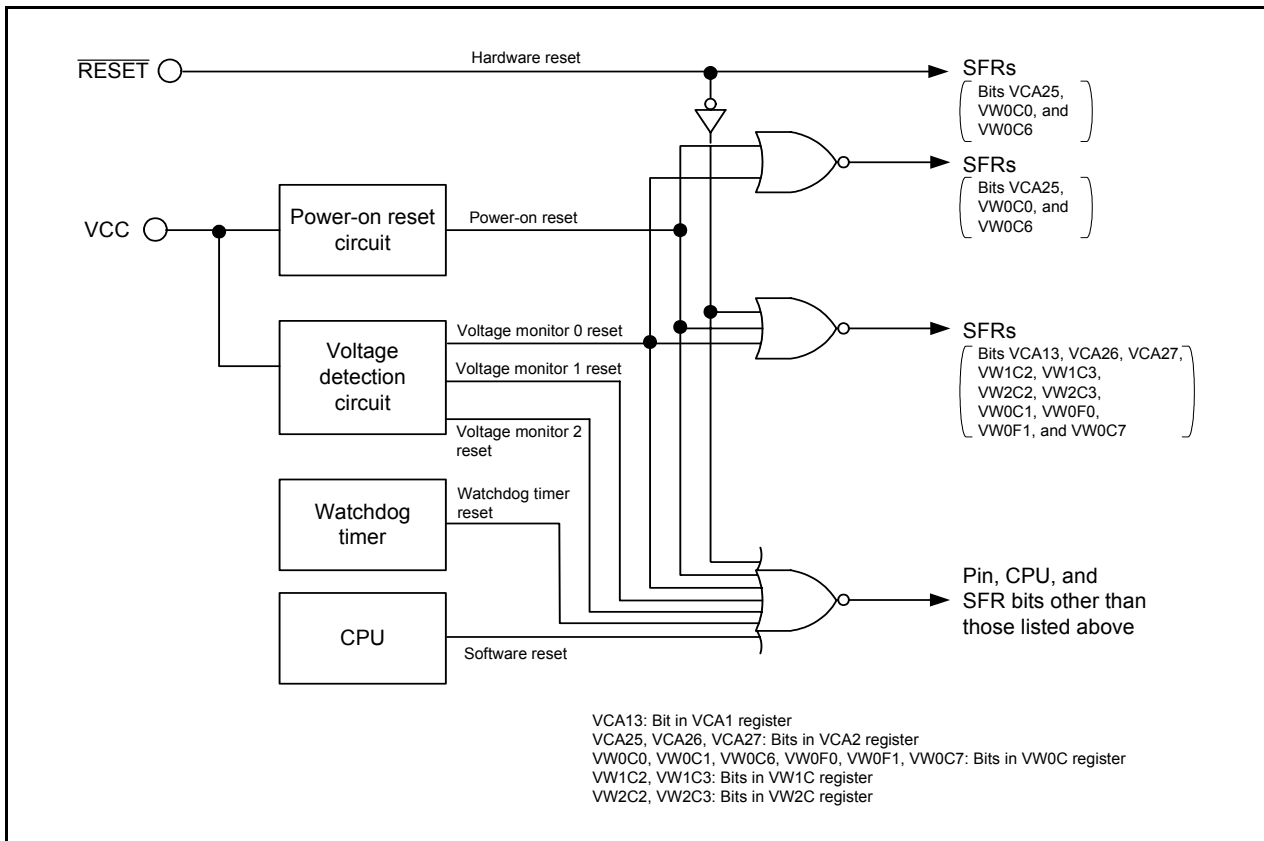 Hardware reset
RESET
SFRs
Bits VCA25,
VW0C0, and
VW0C6
SFRs
Bits VCA25,
VW0C0, and
VW0C6
VCC
Power-on reset
circuit
Power-on reset
Voltage
detection
circuit
Voltage monitor 0 reset
Voltage monitor 1 reset
Voltage monitor 2
reset
SFRs
Bits VCA13, VCA26, VCA27,
VW1C2, VW1C3,
VW2C2, VW2C3,
VW0C1, VW0F0,
VW0F1, and VW0C7
Watchdog
timer
Watchdog timer
reset
CPU
Software reset
Pin, CPU, and
SFR bits other than
those listed above
VCA13: Bit in VCA1 register
VCA25, VCA26, VCA27: Bits in VCA2 register
VW0C0, VW0C1, VW0C6, VW0F0, VW0F1, VW0C7: Bits in VW0C register
VW1C2, VW1C3: Bits in VW1C register
VW2C2, VW2C3: Bits in VW2C register